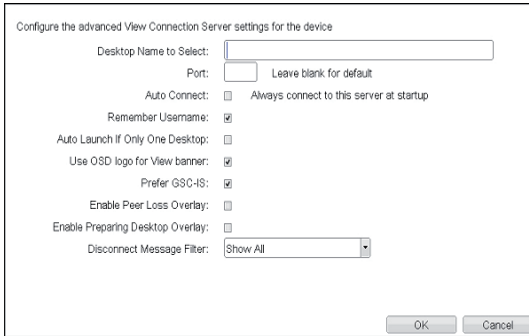 Configure the advanced View Connection Server settings for the device
Desktop Name to Select:
Port: Leave blank for default
Auto Connect: Always connect to this server at startup
Remember Username:
Auto Launch If Only One Desktop:
Use OSD logo for View banner:
Prefer GSC-IS:
Enable Peer Loss Overlay:
Enable Preparing Desktop Overlay:
Disconnect Message Filter: Show All
OK Cancel